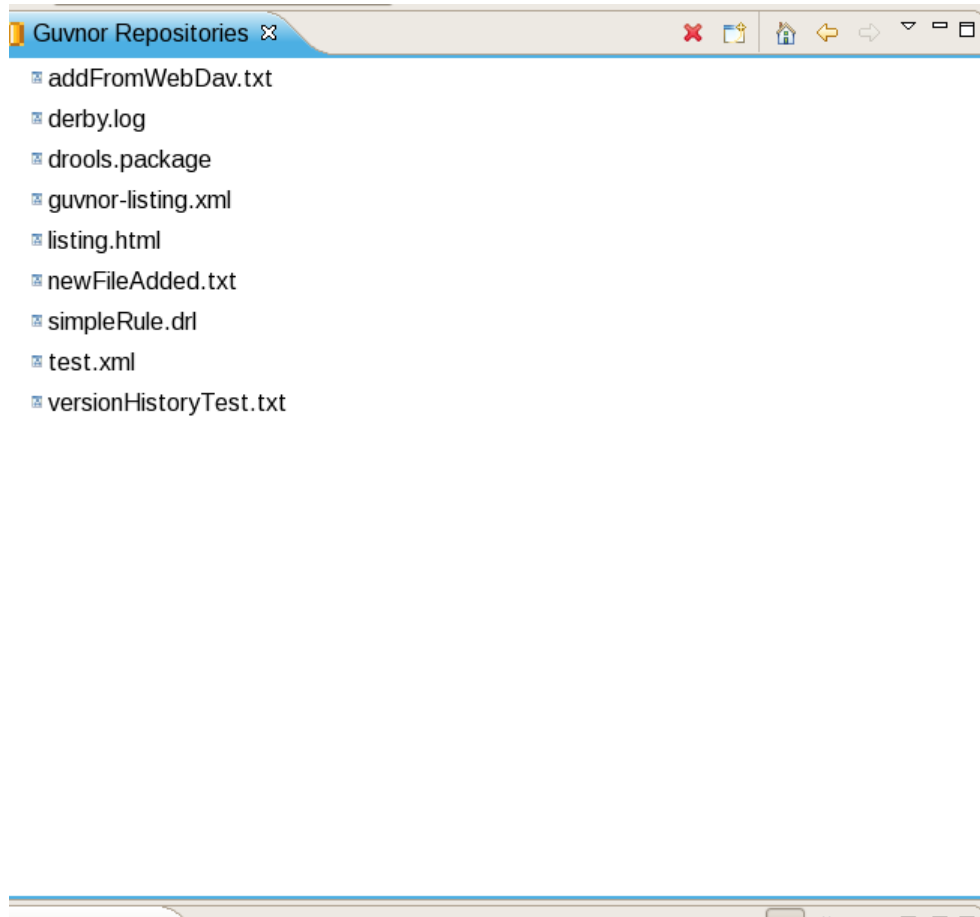 Guvnor Repositories
addFromWebDav.txt
derby.log
drools.package
guvnor-listing.xml
listing.html
newFileAdded.txt
simpleRule.drl
test.xml
versionHistoryTest.txt